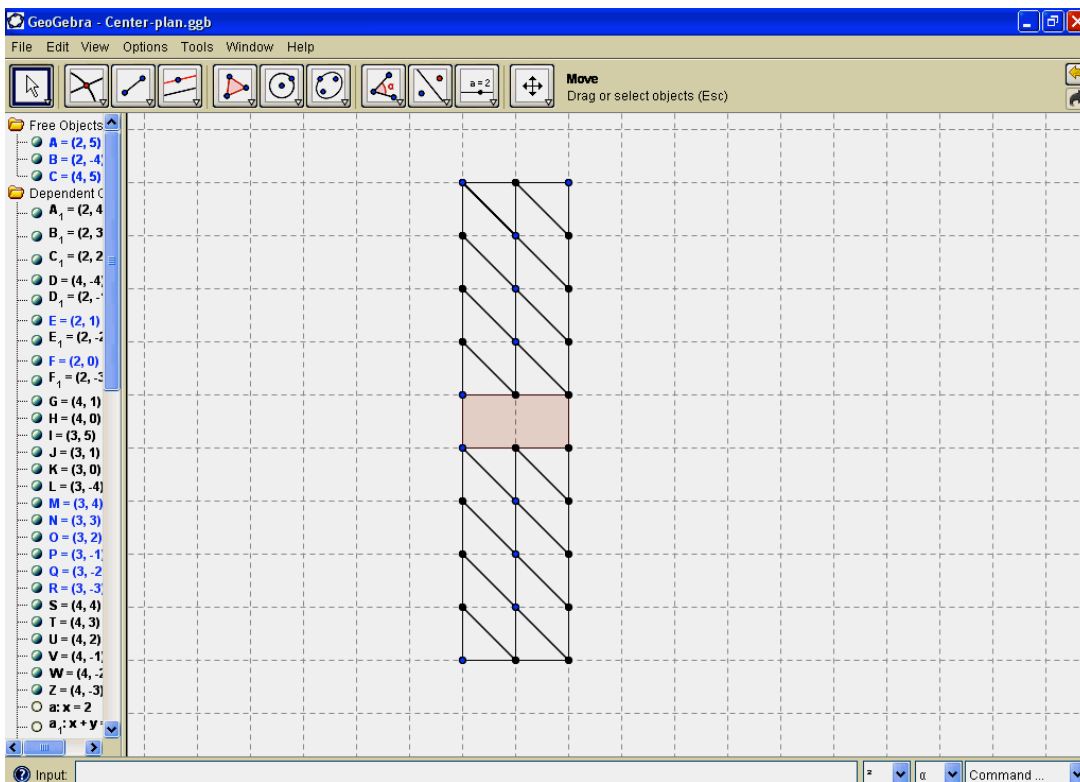 GeoGebra - Center-plan.ggb
File Edit View Options Tools Window Help
a = 2
α
Move
Drag or select objects (Esc)
Free Objects
A = (2, 5)
B = (2, -4)
C = (4, 5)
Dependent O
A₁ = (2, 4
B₁ = (2, 3
C₁ = (2, 2
D = (4, -4)
D₁ = (2, -1
E = (2, 1)
E₁ = (2, -2
F = (2, 0)
F₁ = (2, -3
G = (4, 1)
H = (4, 0)
I = (3, 5)
J = (3, 1)
K = (3, 0)
L = (3, -4)
M = (3, 4)
N = (3, 3)
O = (3, 2)
P = (3, -1)
Q = (3, -2
R = (3, -3)
S = (4, 4)
T = (4, 3)
U = (4, 2)
V = (4, -1)
W = (4, -2
Z = (4, -3)
a: x = 2
a₁: x + y =
Input:
²
α
Command ...